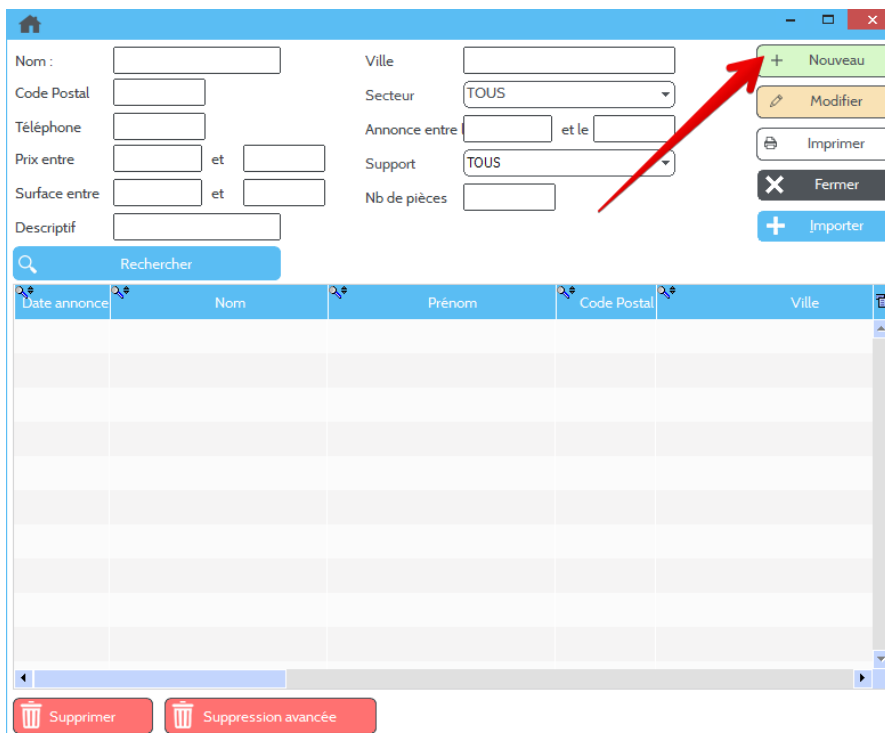 Nom :
Ville
Nouveau
Code Postal
Secteur
TOUS
Modifier
Téléphone
Annonce entre l
et le
Imprimer
Prix entre
et
Support
TOUS
Surface entre
et
Nb de pièces
Fermer
Descriptif
Importer
Rechercher
Date annonce
Nom
Prénom
Code Postal
Ville
Supprimer
Suppression avancée